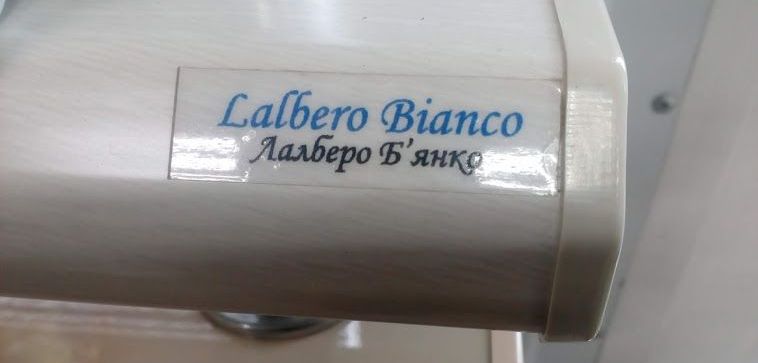 Lalbero Bianco
Лалберо Б'янко